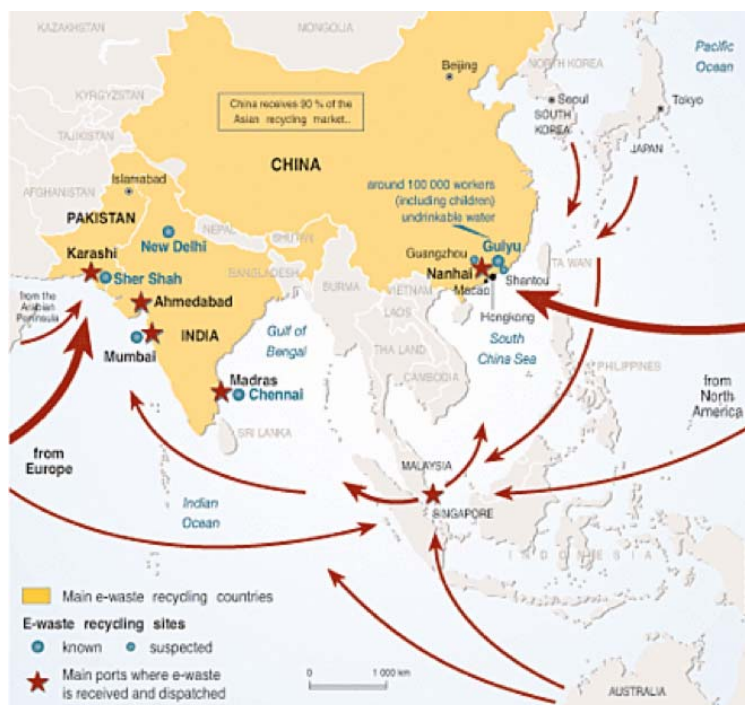 KAZAKHSTAN
MONGOLIA
Pacific
Ocean
Beijing
NORTH KOREA
KYRGYZSTAN
China receives 90 % of the
Asian recycling market..
Seoul
SOUTH
KOREA
Tokyo
JAPAN
TAJIKISTAN
CHINA
AFGHANISTAN
Islamabad
around 100 000 workers
(including children)
undrinkable water
PAKISTAN
NEPAL
BHUTAN
New Delhi
Karashi
Sher Shah
BANGLADESH
Guangzhou
Guiyu
TA WAN
Nanhai
Shantou
Macao
Hongkong
from the
Arabian
Peninsula
Ahmedabad
BURMA
VIETNAM
LAOS
INDIA
Mumbai
Gulf of
Bengal
THA LAND
South
China Sea
PHILIPPINES
CAMBODIA
Madras
Chennai
from
North
America
SRI LANKA
from
Europe
MALAYSIA
Indian
Ocean
SINGAPORE
INDONESIA
Main e-waste recycling countries
E-waste recycling sites
known
suspected
Main ports where e-waste
is received and dispatched
0
1 000 km
AUSTRALIA